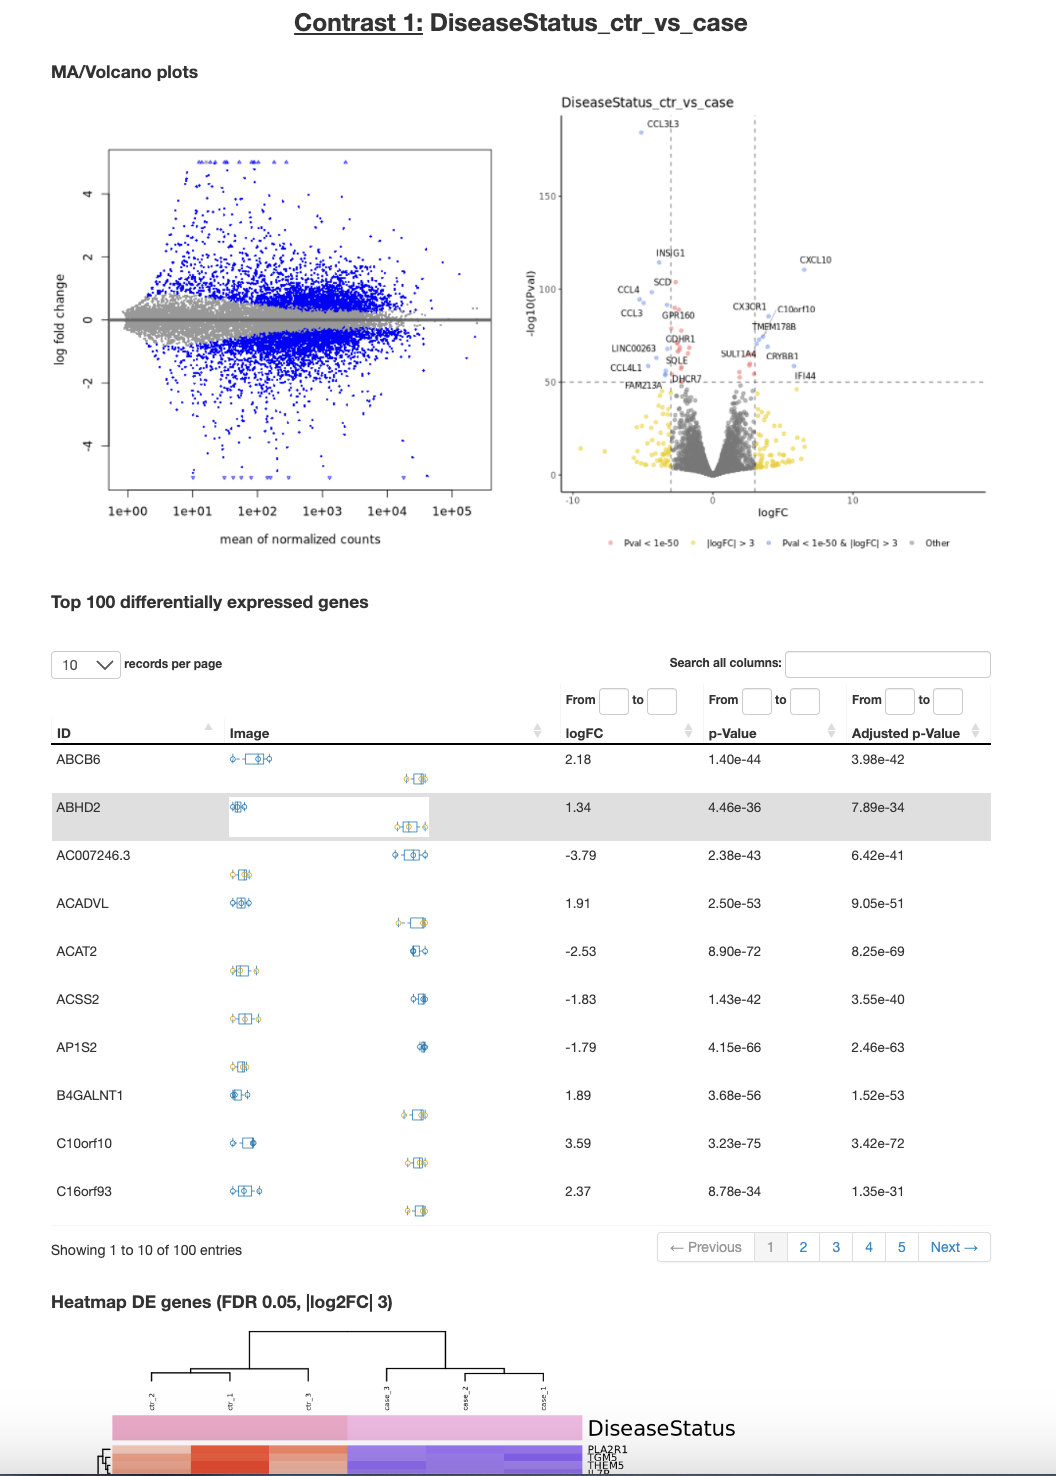 Contrast 1: DiseaseStatus_ctr_vs_case
MA/Volcano plots
log fold change
4
2
0
-2
-4
1e+00 1e+01 1e+02 1e+03 1e+04 1e+05
mean of normalized counts
DiseaseStatus_ctr_vs_case
-log10(Pval)
150
100
50
0
CCL3L3
INSIG1
CXCL10
SCD
CCL4
CCL3
GPR160
CX3CR1
C10orf10
TMEM178B
CDHR1
LINC00263
SULT1A4
CRYBB1
SQLE
CCL4L1
DHCR7
IFI44
FAM213A
-10 0 10
logFC
Pval < 1e-50 |logFC| > 3 Pval < 1e-50 & |logFC| > 3 Other
Top 100 differentially expressed genes
10 records per page
Search all columns:
From to From to From to
ID Image logFC p-Value Adjusted p-Value
ABCB6 2.18 1.40e-44 3.98e-42
ABHD2 1.34 4.46e-36 7.89e-34
AC007246.3 -3.79 2.38e-43 6.42e-41
ACADVL 1.91 2.50e-53 9.05e-51
ACAT2 -2.53 8.90e-72 8.25e-69
ACSS2 -1.83 1.43e-42 3.55e-40
AP1S2 -1.79 4.15e-66 2.46e-63
B4GALNT1 1.89 3.68e-56 1.52e-53
C10orf10 3.59 3.23e-75 3.42e-72
C16orf93 2.37 8.78e-34 1.35e-31
Showing 1 to 10 of 100 entries
← Previous 1 2 3 4 5 Next →
Heatmap DE genes (FDR 0.05, |log2FC| 3)
ctr_2 ctr_1 ctr_3 case_3 case_2 case_1
DiseaseStatus
PLA2R1
TGM5
THEM5
IL7R